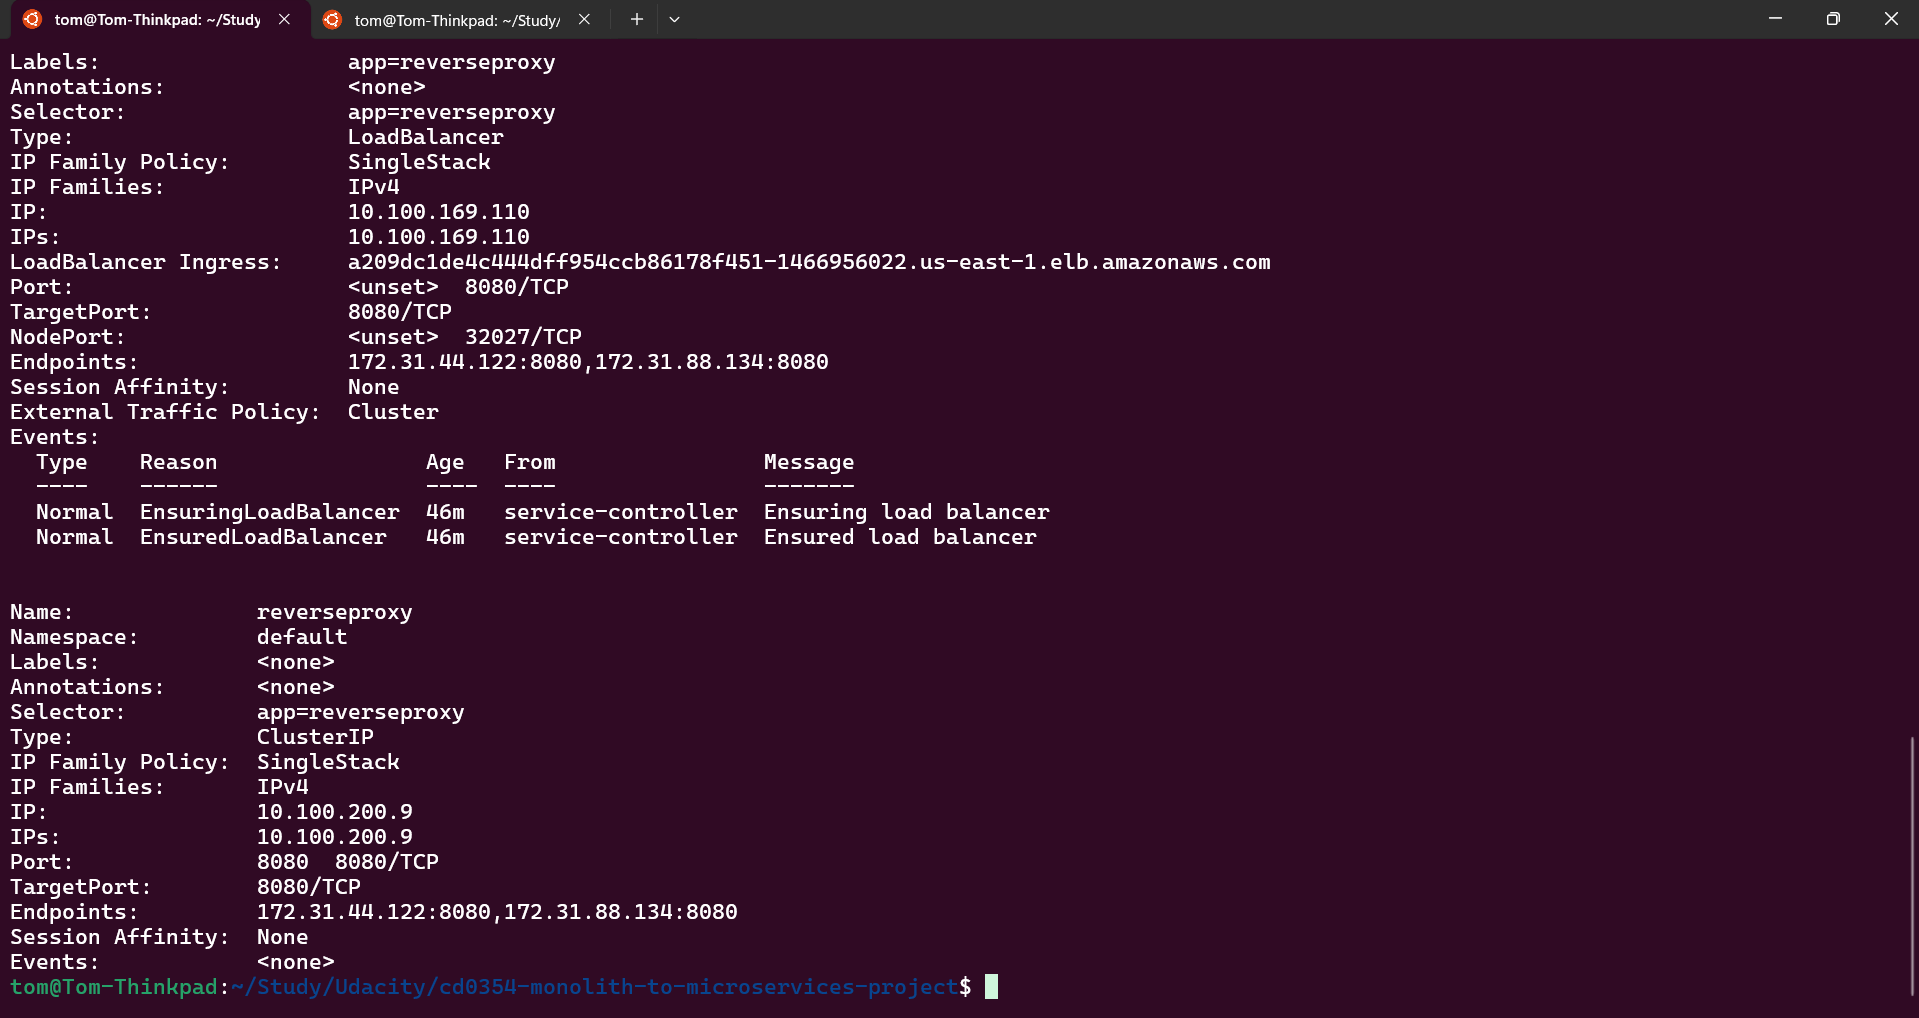 tom@Tom-Thinkpad: ~/Study tom@Tom-Thinkpad: ~/Study/
Labels: app=reverseproxy
Annotations: <none>
Selector: app=reverseproxy
Type: LoadBalancer
IP Family Policy: SingleStack
IP Families: IPv4
IP: 10.100.169.110
IPs: 10.100.169.110
LoadBalancer Ingress: a209dc1de4c444dff954ccb86178f451-1466956022.us-east-1.elb.amazonaws.com
Port: <unset> 8080/TCP
TargetPort: 8080/TCP
NodePort: <unset> 32027/TCP
Endpoints: 172.31.44.122:8080,172.31.88.134:8080
Session Affinity: None
External Traffic Policy: Cluster
Events:
Type Reason Age From Message
---- ------ ---- ---- -------
Normal EnsuringLoadBalancer 46m service-controller Ensuring load balancer
Normal EnsuredLoadBalancer 46m service-controller Ensured load balancer
Name: reverseproxy
Namespace: default
Labels: <none>
Annotations: <none>
Selector: app=reverseproxy
Type: ClusterIP
IP Family Policy: SingleStack
IP Families: IPv4
IP: 10.100.200.9
IPs: 10.100.200.9
Port: 8080 8080/TCP
TargetPort: 8080/TCP
Endpoints: 172.31.44.122:8080,172.31.88.134:8080
Session Affinity: None
Events: <none>
tom@Tom-Thinkpad:~/Study/Udacity/cd0354-monolith-to-microservices-project$